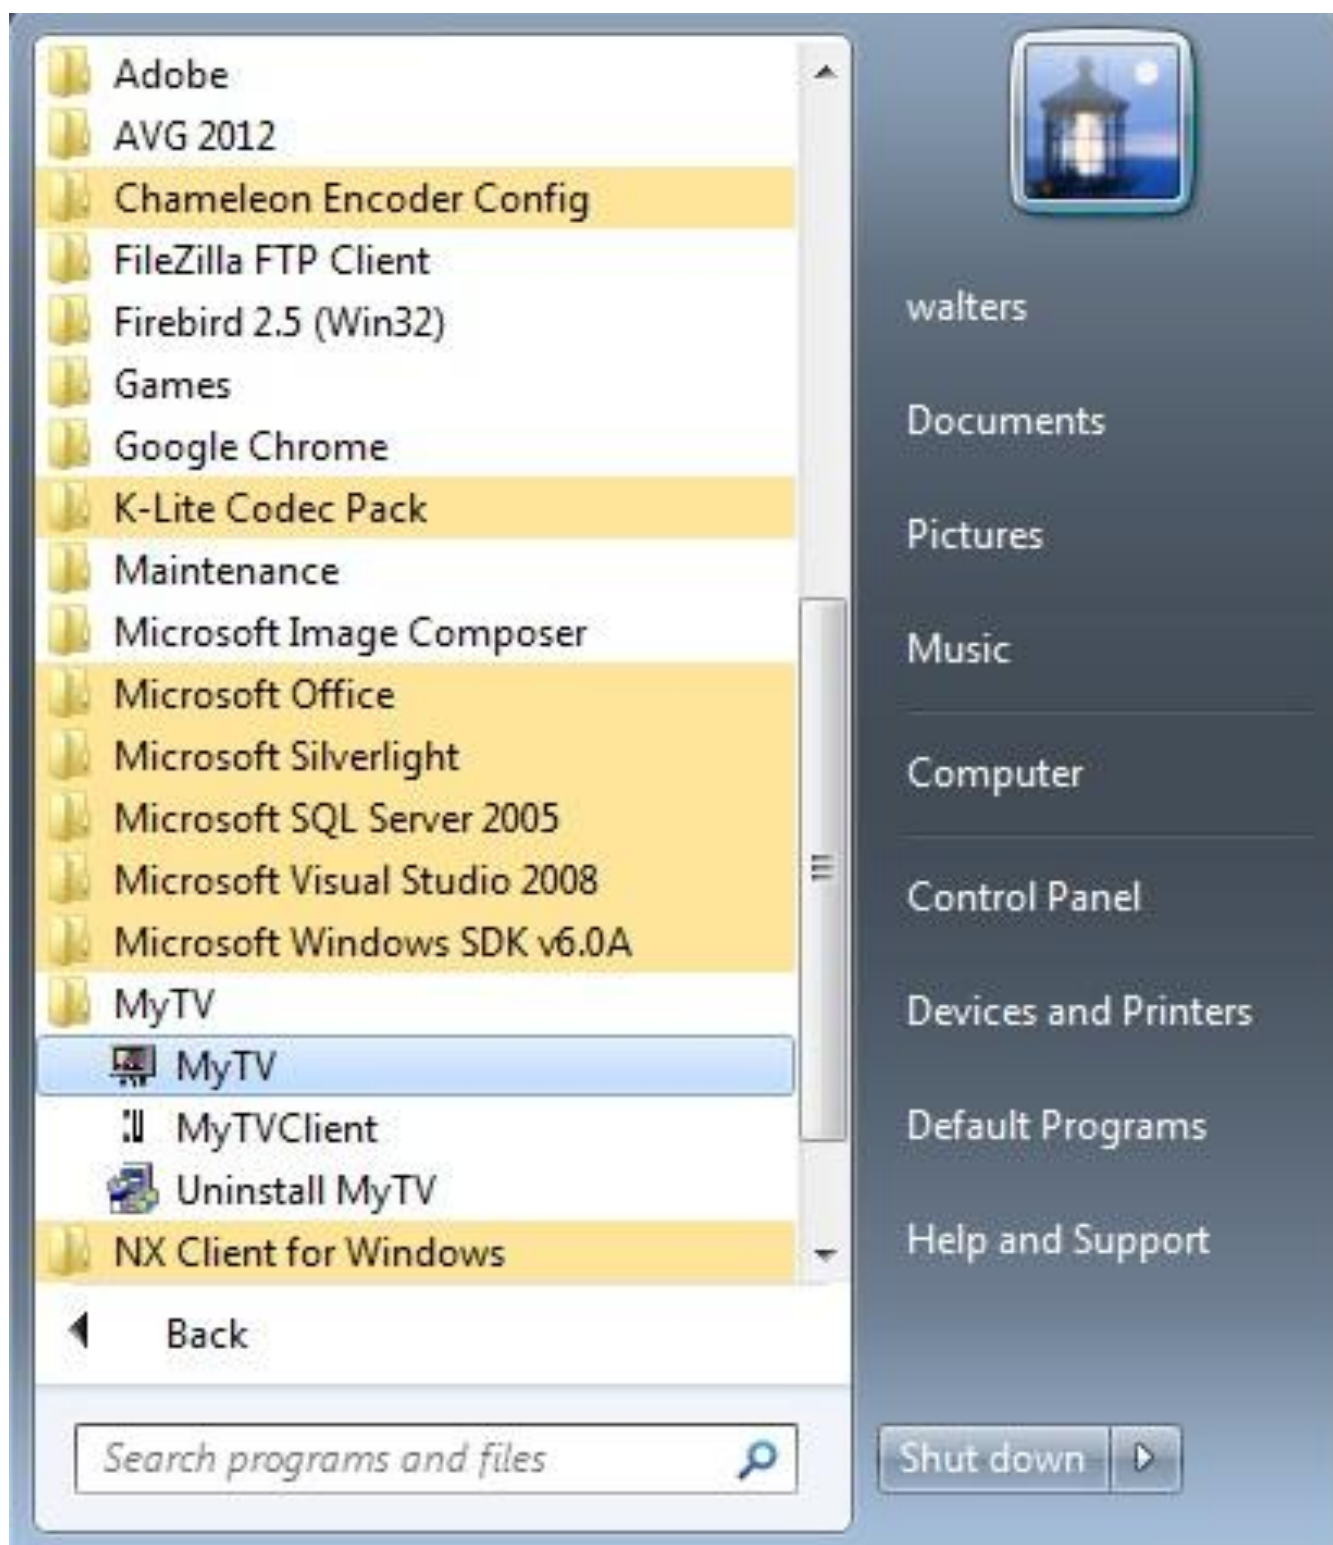 Adobe
AVG 2012
Chameleon Encoder Config
FileZilla FTP Client
Firebird 2.5 (Win32)
Games
Google Chrome
K-Lite Codec Pack
Maintenance
Microsoft Image Composer
Microsoft Office
Microsoft Silverlight
Microsoft SQL Server 2005
Microsoft Visual Studio 2008
Microsoft Windows SDK v6.0A
MyTV
MyTV
MyTVClient
Uninstall MyTV
NX Client for Windows
Back
Search programs and files
walters
Documents
Pictures
Music
Computer
Control Panel
Devices and Printers
Default Programs
Help and Support
Shut down